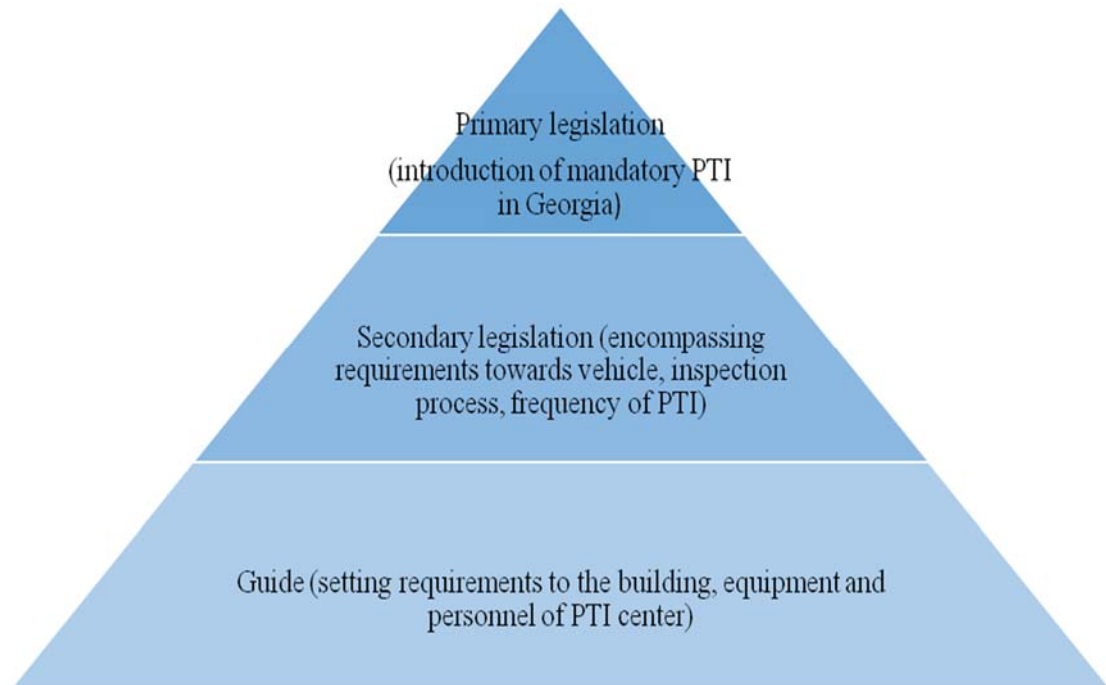 Primary legislation
(introduction of mandatory PTI
in Georgia)
Secondary legislation (encompassing
requirements towards vehicle, inspection
process, frequency of PTI)
Guide (setting requirements to the building, equipment and
personnel of PTI center)